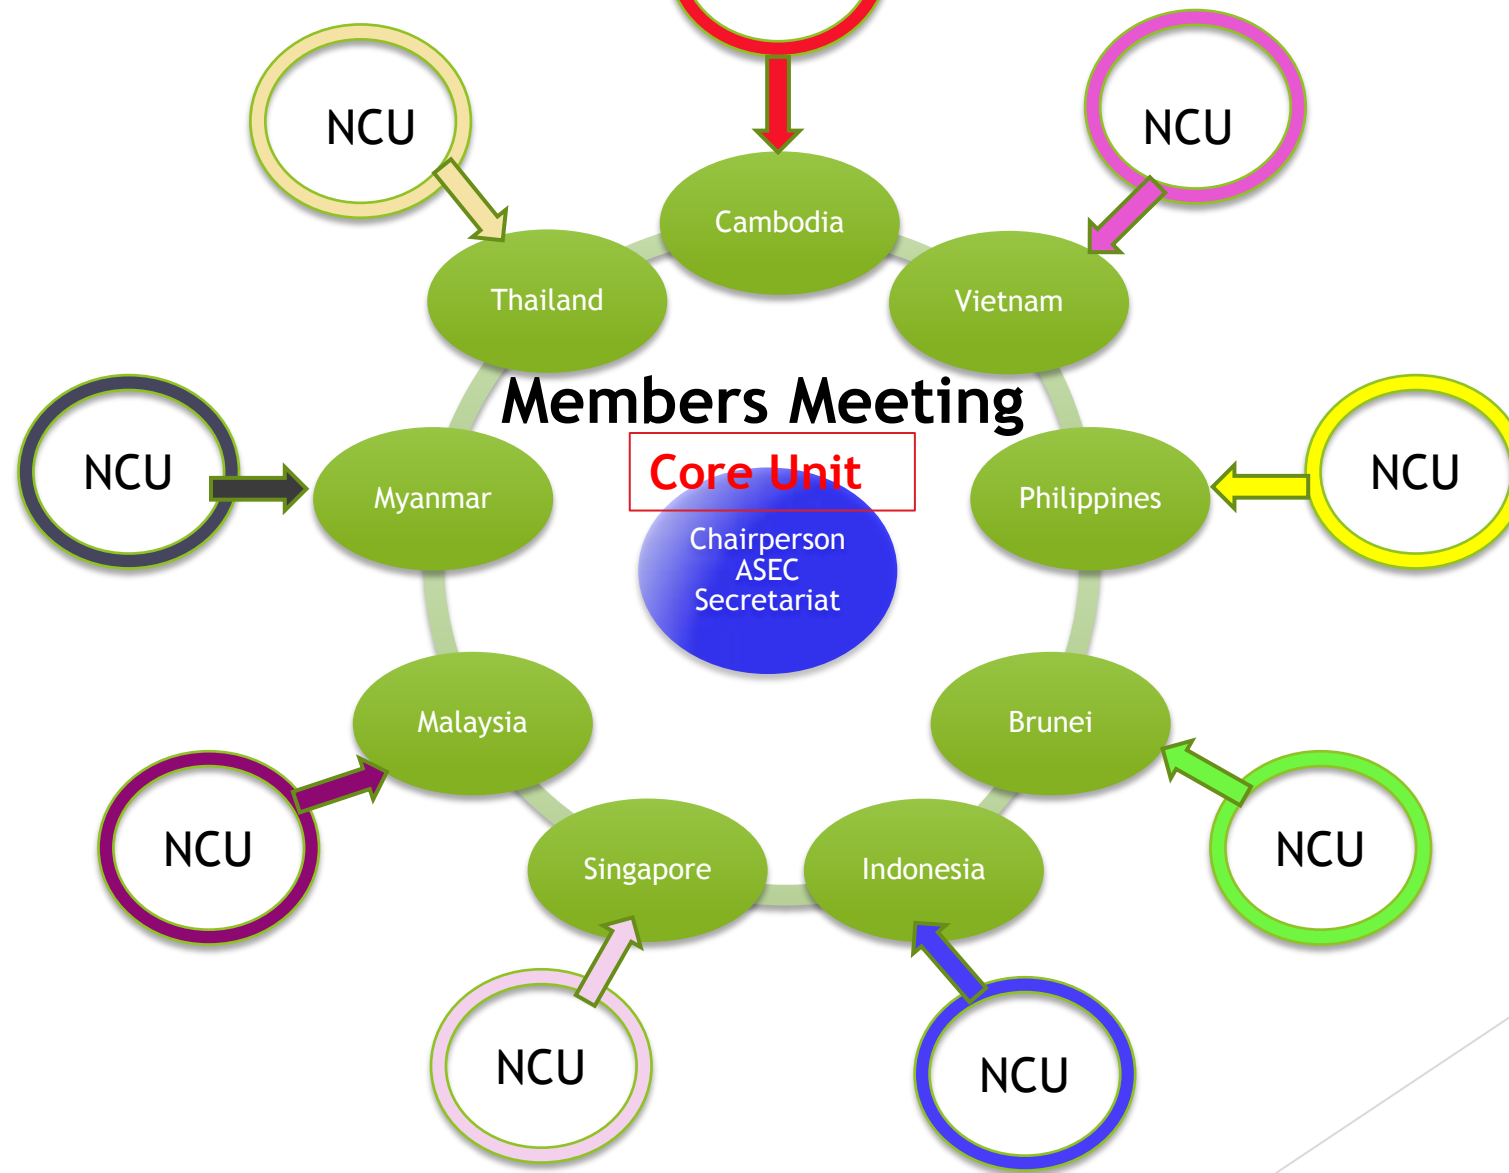 NCU
NCU
Cambodia
Thailand
Vietnam
Members Meeting
Core Unit
NCU
Myanmar
Philippines
NCU
Chairperson
ASEC
Secretariat
Malaysia
Brunei
NCU
Singapore
Indonesia
NCU
NCU
NCU